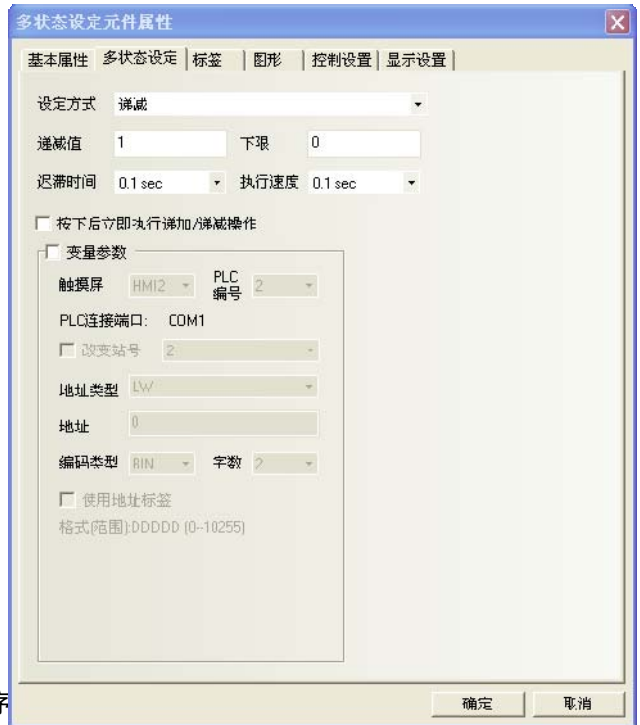 多状态设定元件属性
基本属性 多状态设定 标签 图形 控制设置 显示设置
设定方式 递减
递减值 1 下限 0
迟滞时间 0.1 sec 执行速度 0.1 sec
按下后立即执行递加/递减操作
变量参数
触摸屏 HMI2 PLC编号 2
PLC连接端口: COM1
改变站号 2
地址类型 LW
地址 0
编码类型 BIN 字数 2
使用地址标签
格式(范围):DDDDD (0--10255)
序
确定 取消